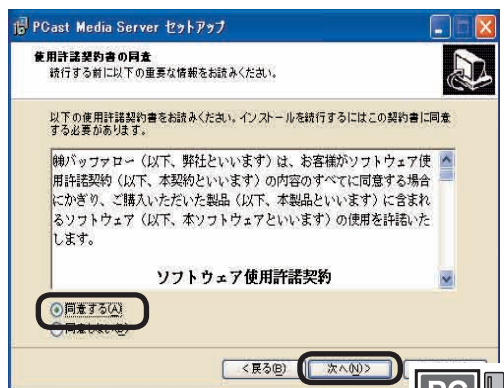 PCast Media Server セットアップ
使用許諾契約書の同意
続行する前に以下の重要な情報をお読みください。
以下の使用許諾契約書をお読みください。インストールを続行するにはこの契約書に同意
する必要があります。
㈱バッファロー（以下、弊社といいます）は、お客様がソフトウェア使
用許諾契約（以下、本契約といいます）の内容のすべてに同意する場合
にかぎり、ご購入いただいた製品（以下、本製品といいます）に含まれ
るソフトウェア（以下、本ソフトウェアといいます）の使用を許諾いた
します。
ソフトウェア使用許諾契約
同意する(A)
同意しない(D)
<戻る(B)
次へ(N)>
PC